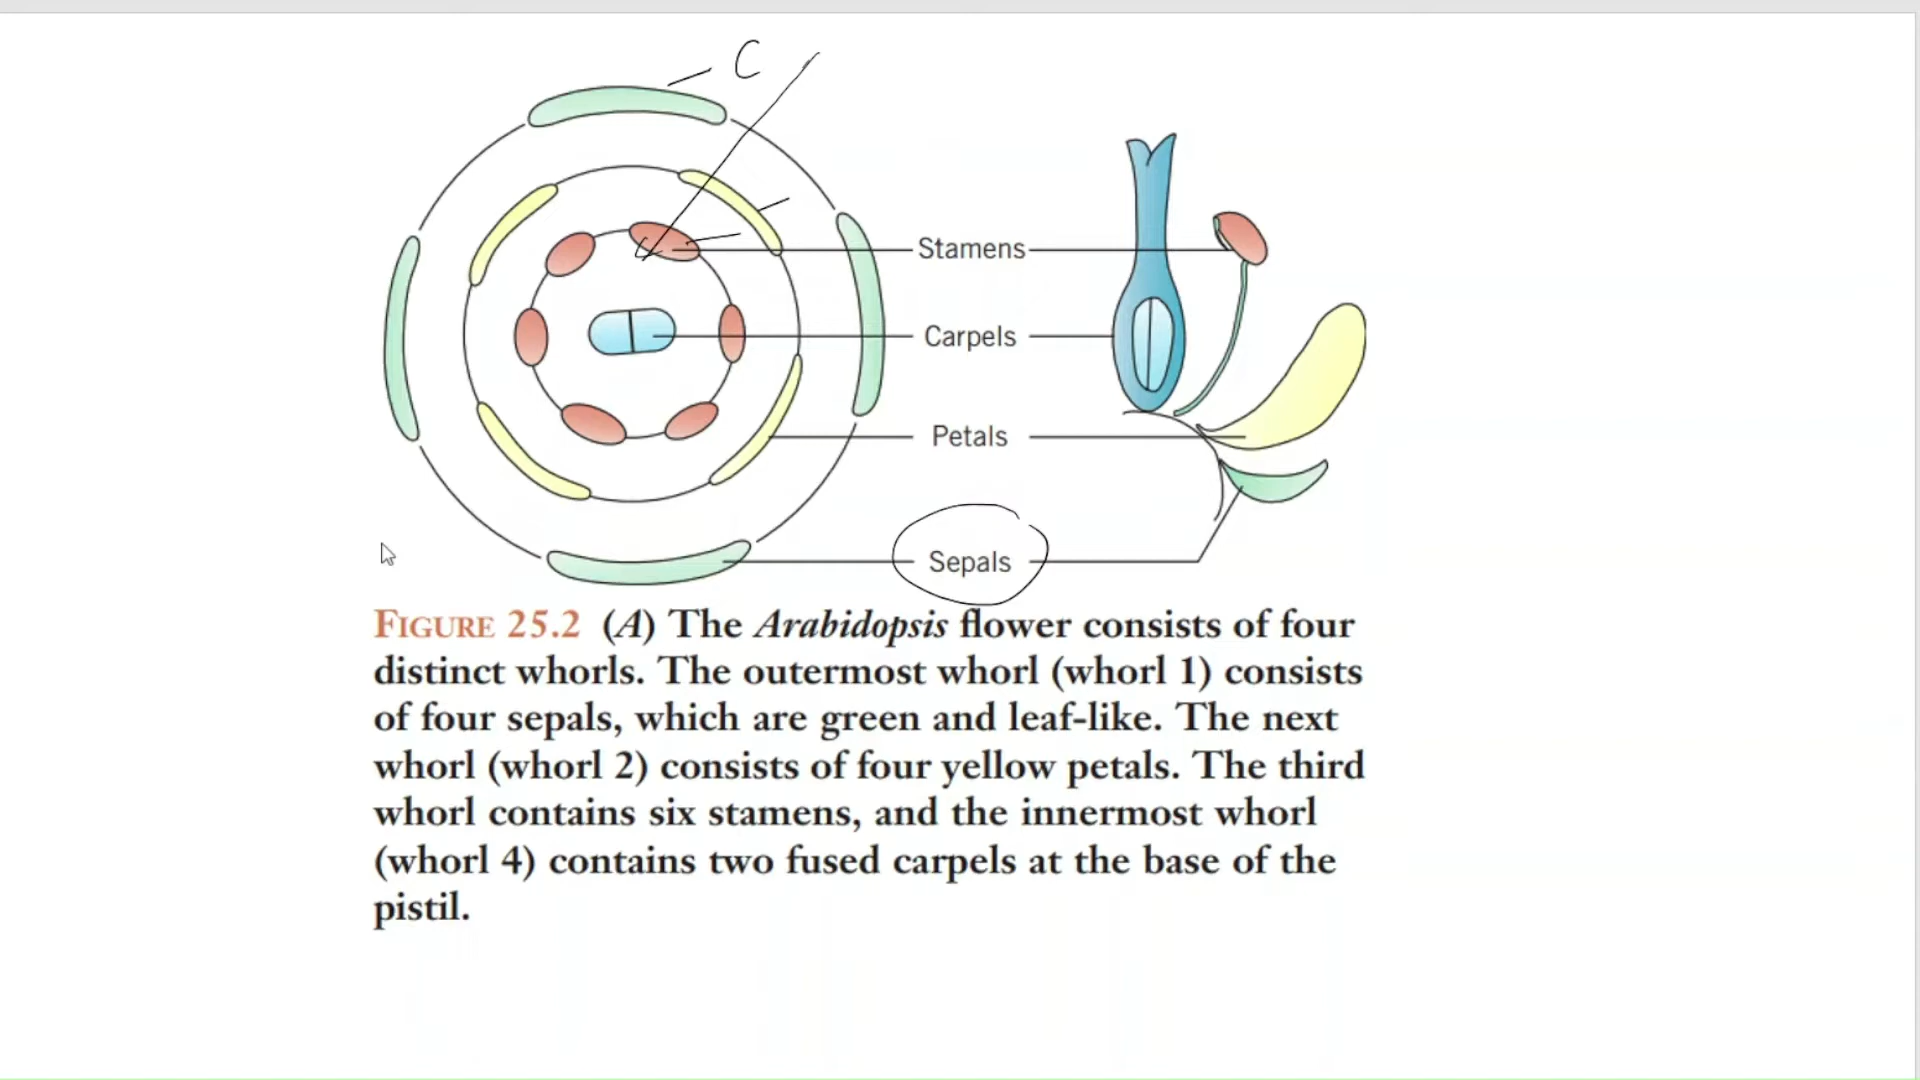 C
Stamens
Carpels
Petals
Sepals
FIGURE 25.2 (A) The Arabidopsis flower consists of four
distinct whorls. The outermost whorl (whorl 1) consists
of four sepals, which are green and leaf-like. The next
whorl (whorl 2) consists of four yellow petals. The third
whorl contains six stamens, and the innermost whorl
(whorl 4) contains two fused carpels at the base of the
pistil.